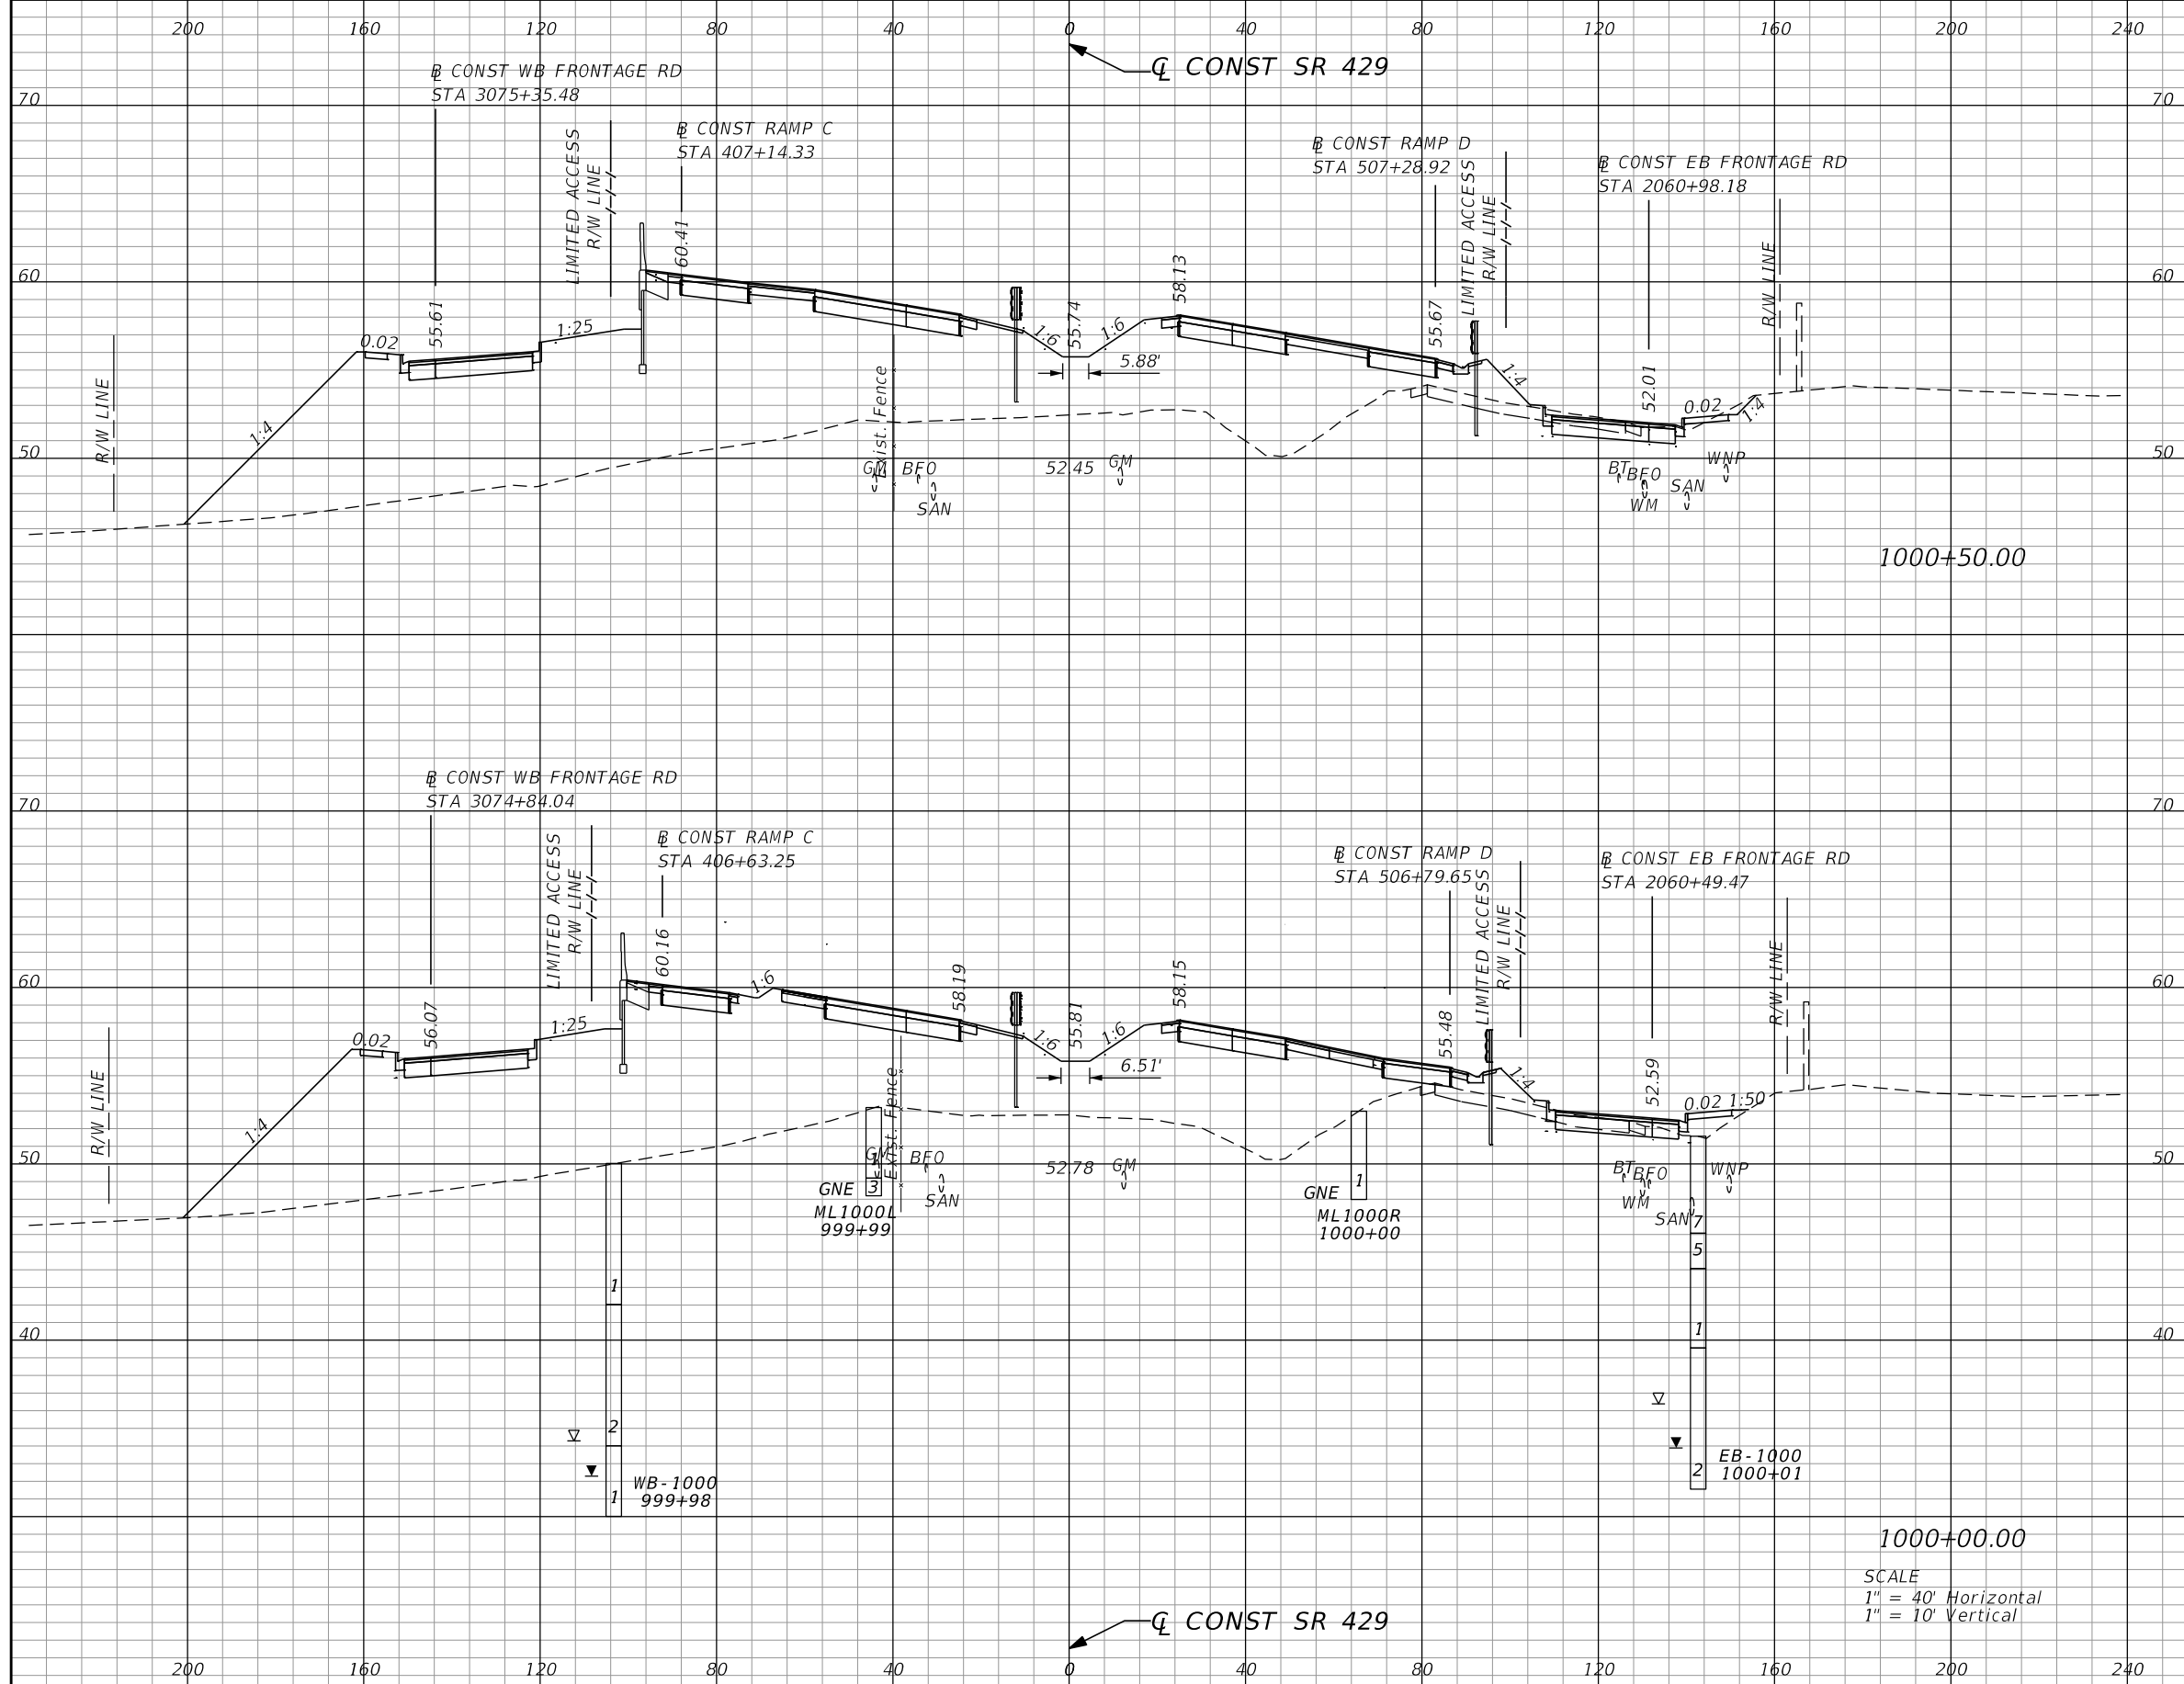 200 160 120 80 40 0 40 80 120 160 200 240
℄ CONST SR 429
BL CONST WB FRONTAGE RD
STA 3075+35.48
70
70
LIMITED ACCESS
R/W LINE
BL CONST RAMP C
STA 407+14.33
BL CONST RAMP D
STA 507+28.92
LIMITED ACCESS
R/W LINE
BL CONST EB FRONTAGE RD
STA 2060+98.18
R/W LINE
60
60
60.41
55.61
0.02
1:25
1:6
55.74
1:6
58.13
5.88'
55.67
1:4
52.01
0.02
1:4
R/W LINE
1:4
Exist. Fence
50
50
GM
BFO
SAN
52.45
GM
BT
BFO
WM
SAN
WNP
1000+50.00
BL CONST WB FRONTAGE RD
STA 3074+84.04
70
70
LIMITED ACCESS
R/W LINE
BL CONST RAMP C
STA 406+63.25
BL CONST RAMP D
STA 506+79.65
LIMITED ACCESS
R/W LINE
BL CONST EB FRONTAGE RD
STA 2060+49.47
R/W LINE
60
60
60.16
1:6
58.19
56.07
0.02
1:25
1:6
55.81
1:6
58.15
6.51'
55.48
1:4
52.59
0.02 1:50
R/W LINE
1:4
Exist. Fence
50
50
GM
1
3
BFO
SAN
GNE
ML1000L
999+99
52.78
GM
GNE
1
ML1000R
1000+00
BT
BFO
WM
SAN
WNP
7
5
1
2
1
2
1
40
40
WB-1000
999+98
EB-1000
1000+01
1000+00.00
SCALE
1" = 40' Horizontal
1" = 10' Vertical
℄ CONST SR 429
200 160 120 80 40 0 40 80 120 160 200 240